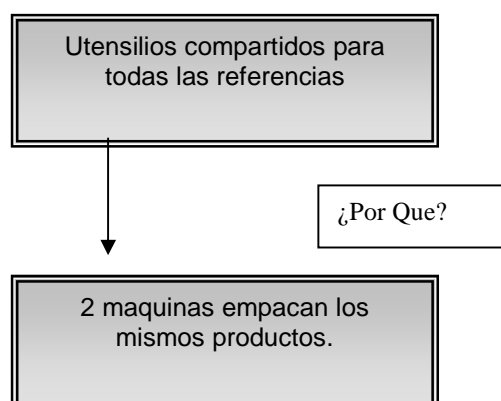 Utensilios compartidos para
todas las referencias
¿Por Que?
2 maquinas empacan los
mismos productos.